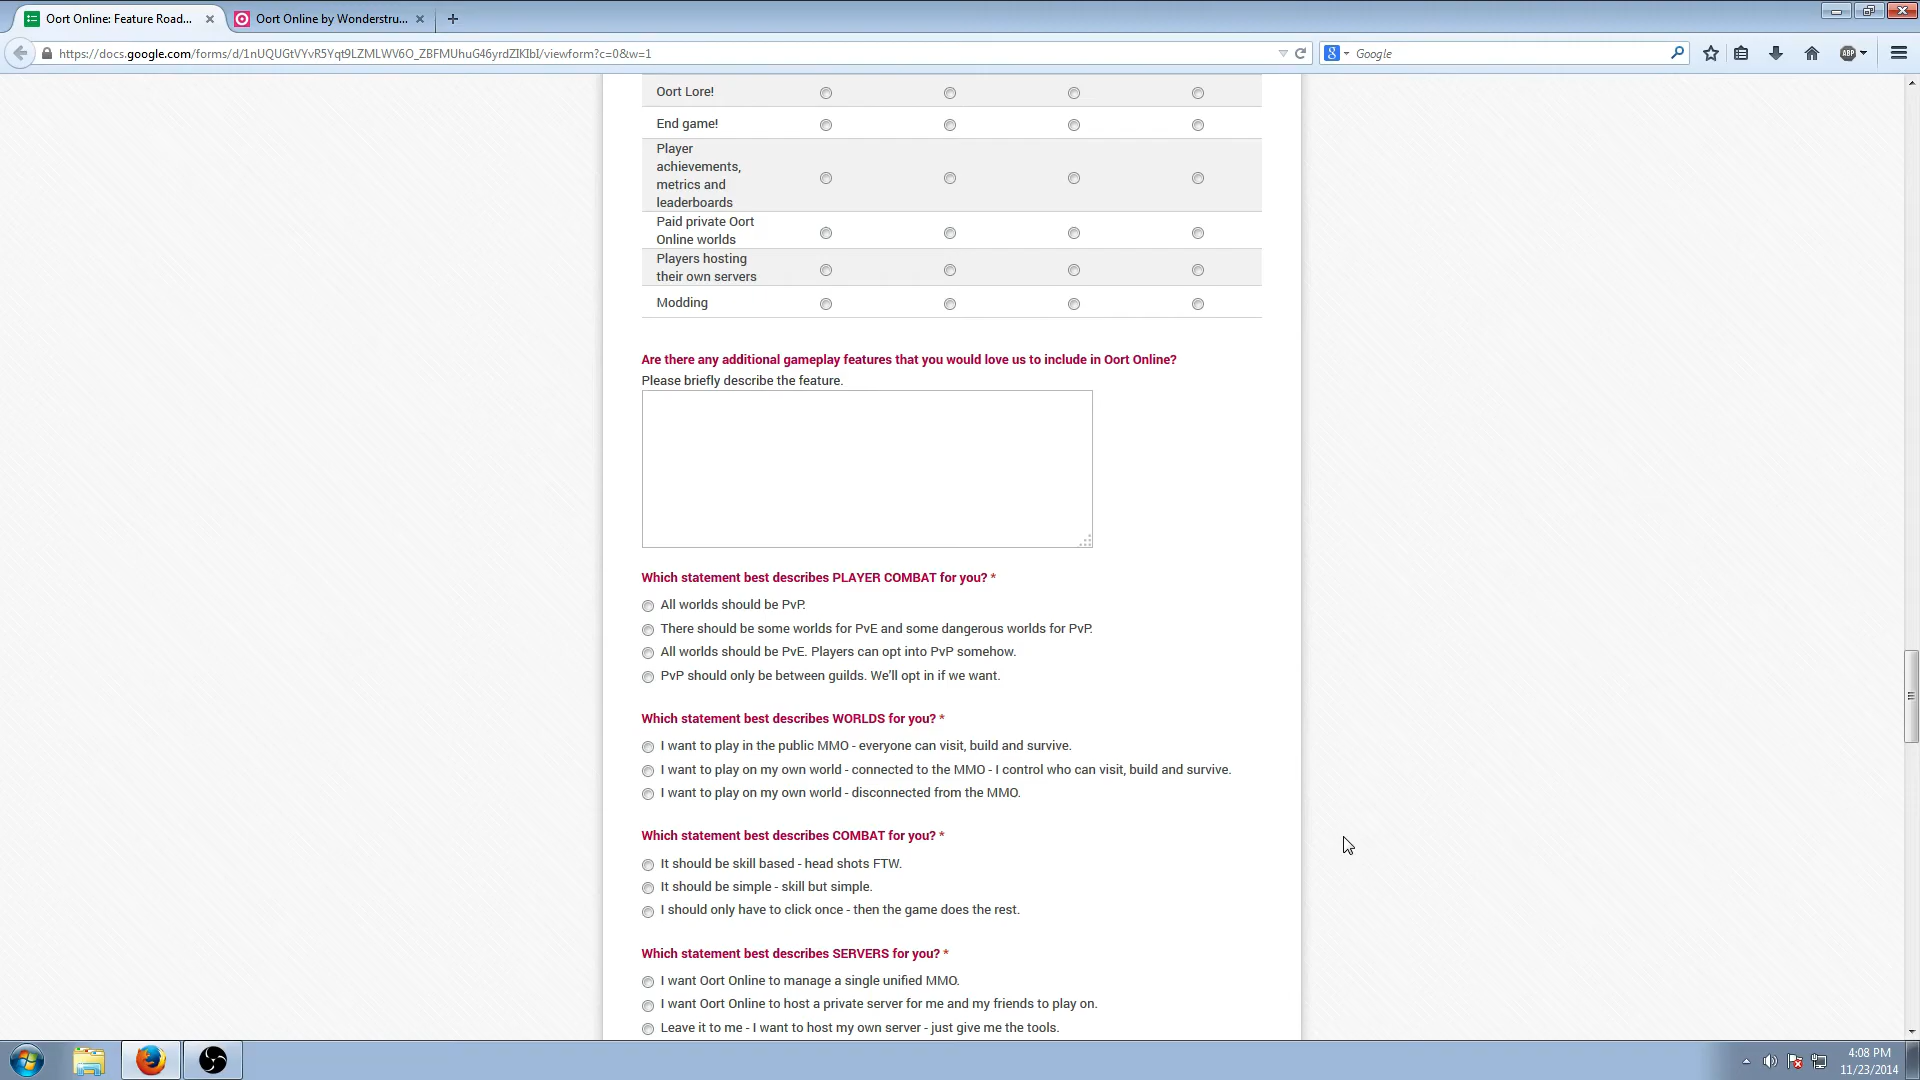 Oort Online: Feature Road...
Oort Online by Wonderstru...
https://docs.google.com/forms/d/1nUQUGtVYvR5Yqt9LZMLWV6O_ZBFMUhuG46yrdZIKIbI/viewform?c=0&w=1
Google
ABP
Oort Lore!
End game!
Player
achievements,
metrics and
leaderboards
Paid private Oort
Online worlds
Players hosting
their own servers
Modding
Are there any additional gameplay features that you would love us to include in Oort Online?
Please briefly describe the feature.
Which statement best describes PLAYER COMBAT for you? *
All worlds should be PvP.
There should be some worlds for PvE and some dangerous worlds for PvP.
All worlds should be PvE. Players can opt into PvP somehow.
PvP should only be between guilds. We'll opt in if we want.
Which statement best describes WORLDS for you? *
I want to play in the public MMO - everyone can visit, build and survive.
I want to play on my own world - connected to the MMO - I control who can visit, build and survive.
I want to play on my own world - disconnected from the MMO.
Which statement best describes COMBAT for you? *
It should be skill based - head shots FTW.
It should be simple - skill but simple.
I should only have to click once - then the game does the rest.
Which statement best describes SERVERS for you? *
I want Oort Online to manage a single unified MMO.
I want Oort Online to host a private server for me and my friends to play on.
Leave it to me - I want to host my own server - just give me the tools.
4:08 PM
11/23/2014